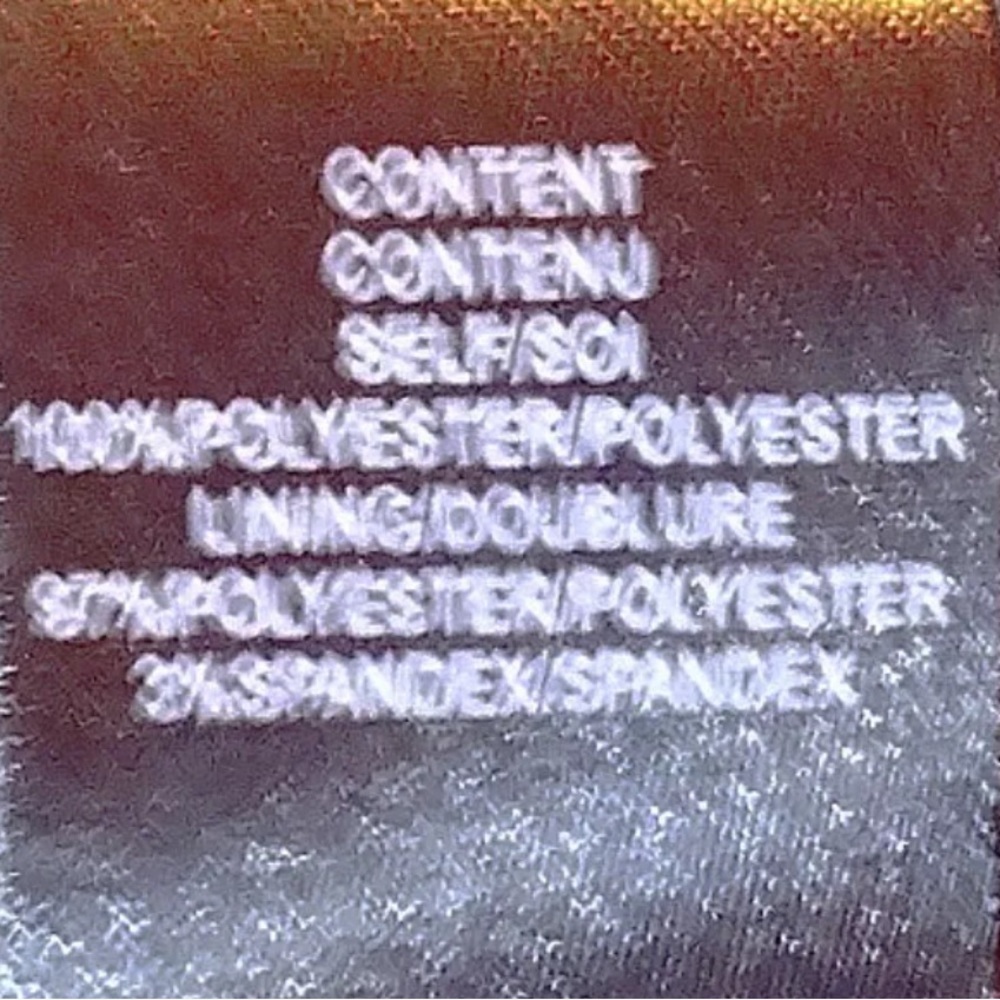 CONTENT
CONTENU
SELF/SOI
100%POLYESTER/POLYESTER
LINING/DOUBLURE
97%POLYESTER/POLYESTER
3%SPANDEX/SPANDEX